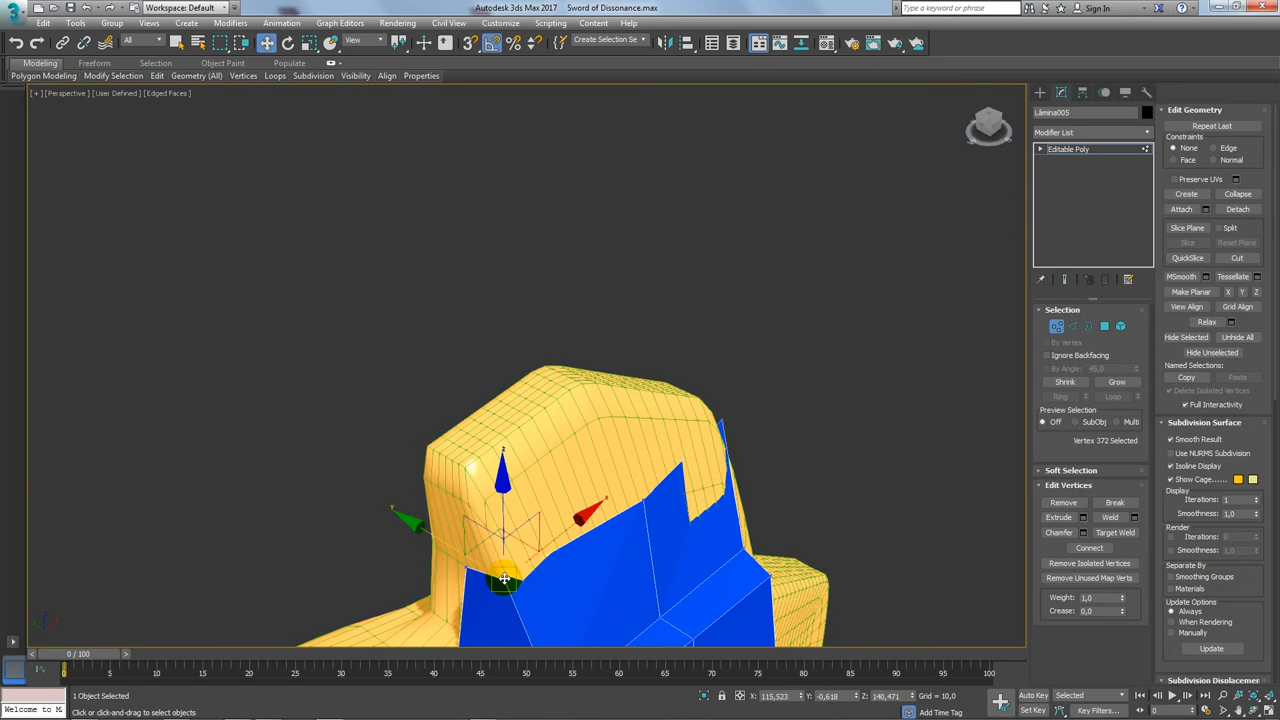 Workspace: Default
Autodesk 3ds Max 2017
Sword of Dissonance.max
Type a keyword or phrase
Sign In
Edit Tools Group Views Create Modifiers Animation Graph Editors Rendering Civil View Customize Scripting Content Help
All
View
Create Selection Se
Modeling Freeform Selection Object Paint Populate
Polygon Modeling Modify Selection Edit Geometry (All) Vertices Loops Subdivision Visibility Align Properties
[ + ] [Perspective ] [User Defined ] [Edged Faces ]
Lâmina005
Modifier List
Editable Poly
Selection
By Vertex
Ignore Backfacing
By Angle: 45,0
Shrink Grow
Ring Loop
Preview Selection
Off SubObj Multi
Vertex 372 Selected
Soft Selection
Edit Vertices
Remove Break
Extrude Weld
Chamfer Target Weld
Connect
Remove Isolated Vertices
Remove Unused Map Verts
Weight: 1,0
Crease: 0,0
Edit Geometry
Repeat Last
Constraints
None Edge
Face Normal
Preserve UVs
Create Collapse
Attach Detach
Slice Plane Split
Slice Reset Plane
QuickSlice Cut
MSmooth Tessellate
Make Planar X Y Z
View Align Grid Align
Relax
Hide Selected Unhide All
Hide Unselected
Named Selections:
Copy Paste
Delete Isolated Vertices
Full Interactivity
Subdivision Surface
Smooth Result
Use NURMS Subdivision
Isoline Display
Show Cage......
Display
Iterations: 1
Smoothness: 1,0
Render
Iterations: 0
Smoothness: 1,0
Separate By
Smoothing Groups
Materials
Update Options
Always
When Rendering
Manually
Update
Subdivision Displacemer
z
x
y
0 / 100
0 5 10 15 20 25 30 35 40 45 50 55 60 65 70 75 80 85 90 95 100
1 Object Selected
X: 115,523 Y: -0,618 Z: 140,471 Grid = 10,0
Auto Key Selected
Welcome to M
Click or click-and-drag to select objects
Add Time Tag
Set Key Key Filters... 0